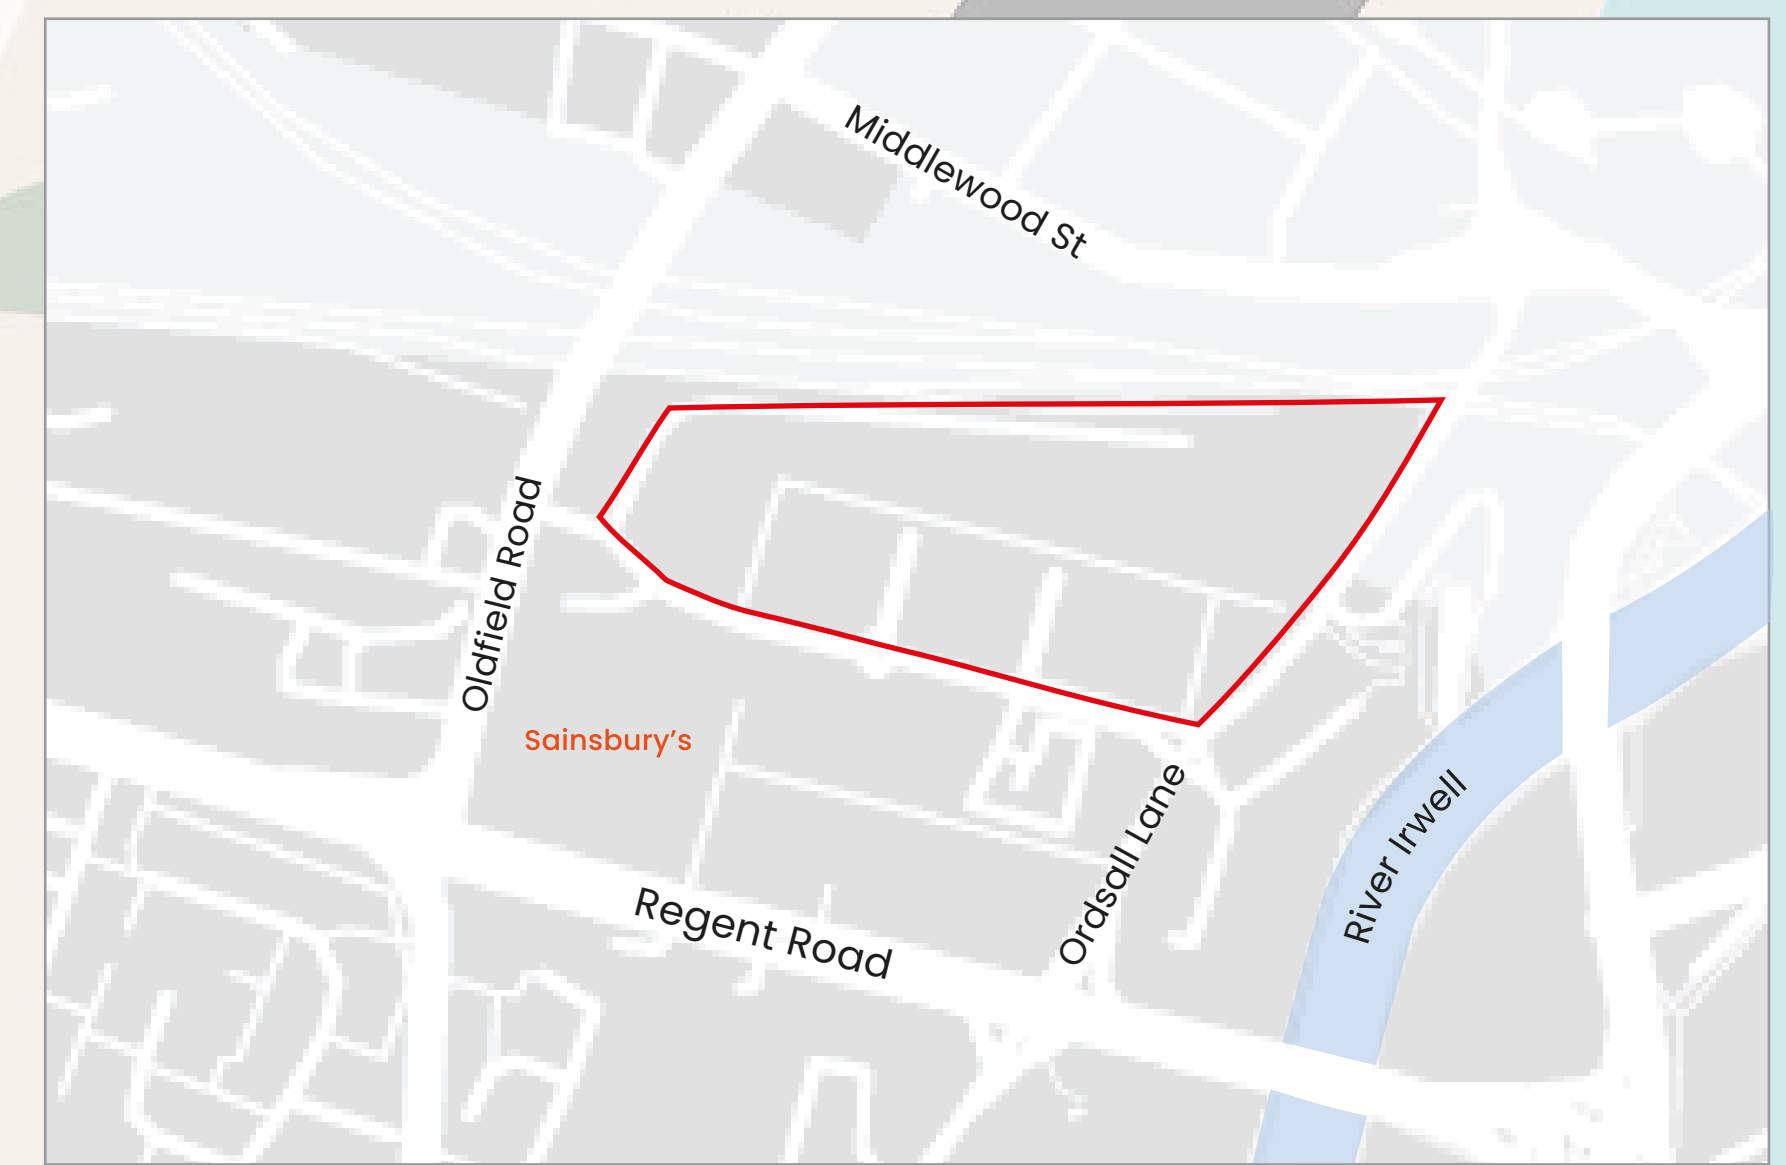 Middlewood St
Oldfield Road
Sainsbury’s
Ordsall Lane
River Irwell
Regent Road